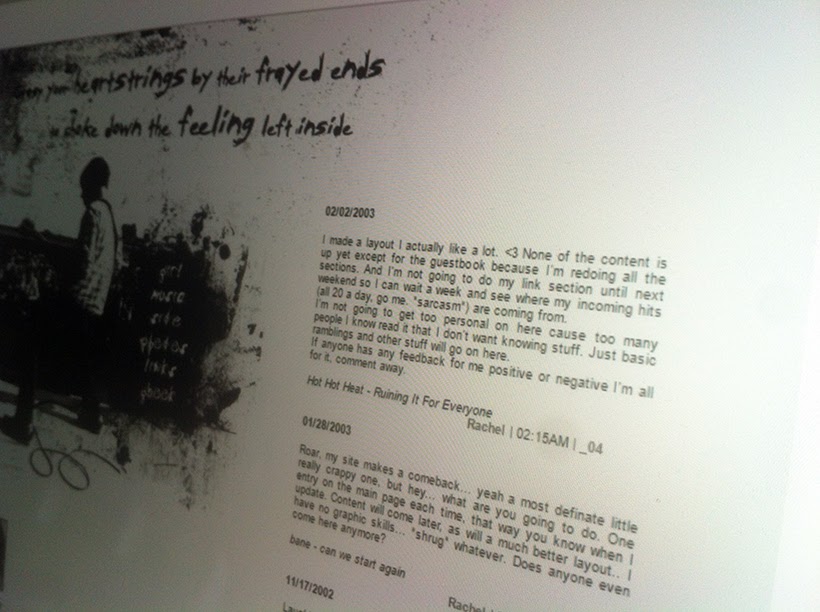 your heartstrings by their frayed ends
to choke down the feeling left inside
girl
music
site
photos
links
gbook
02/02/2003
I made a layout I actually like a lot. <3 None of the content is
up yet except for the guestbook because I'm redoing all the
sections. And I'm not going to do my link section until next
weekend so I can wait a week and see where my incoming hits
(all 20 a day, go me. *sarcasm*) are coming from.
I'm not going to get too personal on here cause too many
people I know read it that I don't want knowing stuff. Just basic
ramblings and other stuff will go on here.
If anyone has any feedback for me positive or negative I'm all
for it, comment away.
Hot Hot Heat - Ruining It For Everyone
Rachel | 02:15AM | _04
01/28/2003
Roar, my site makes a comeback... yeah a most definate little
really crappy one, but hey... what are you going to do. One
entry on the main page each time, that way you know when I
update. Content will come later, as will a much better layout.. I
have no graphic skills... *shrug* whatever. Does anyone even
come here anymore?
bane - can we start again
Rachel
11/17/2002